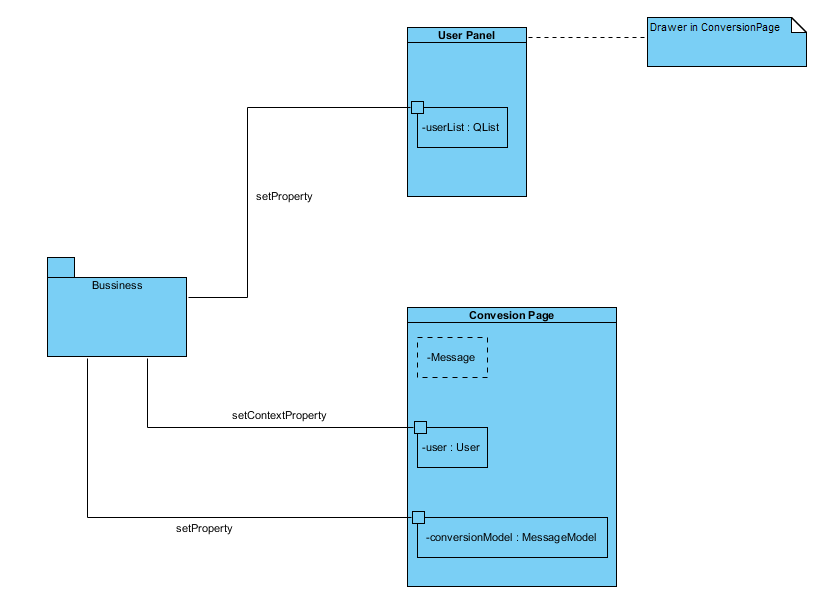 User Panel
Drawer in ConversionPage
-userList : QList
setProperty
Bussiness
Convesion Page
-Message
setContextProperty
-user : User
setProperty
-conversionModel : MessageModel